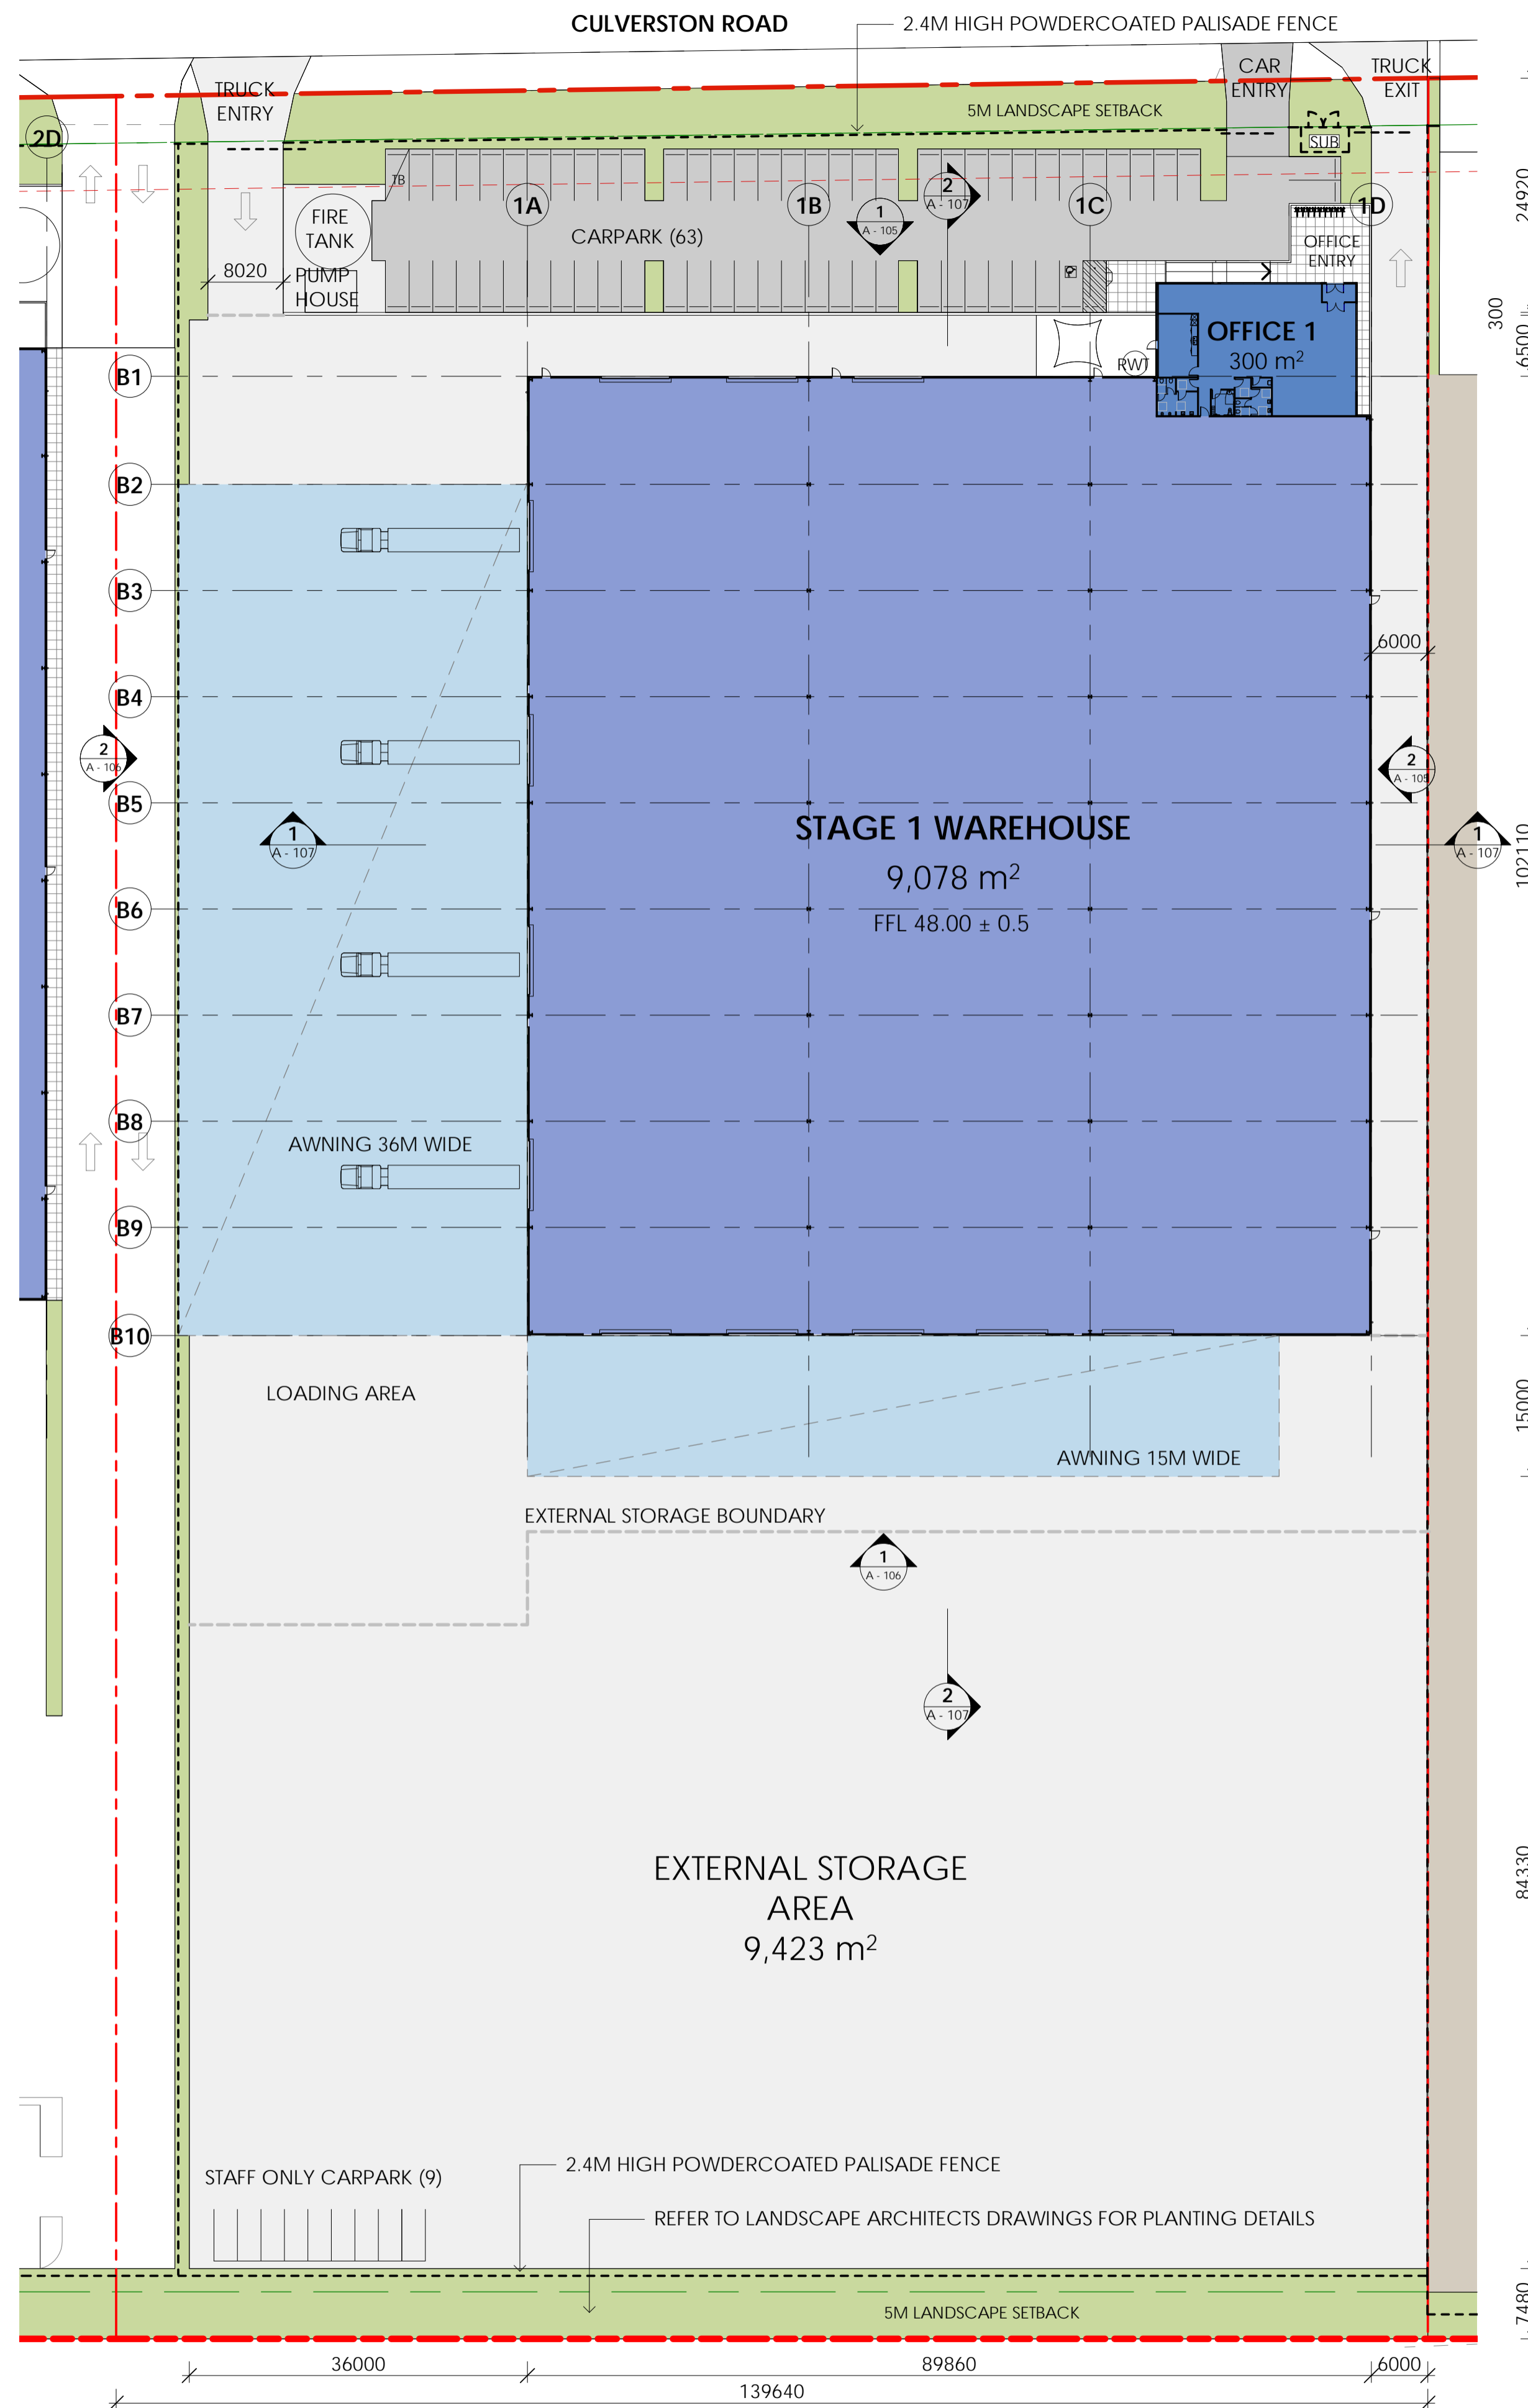 CULVERSTON ROAD
2.4M HIGH POWDERCOATED PALISADE FENCE
TRUCK
ENTRY
CAR
ENTRY
TRUCK
EXIT
5M LANDSCAPE SETBACK
SUB
2D
TB
FIRE
TANK
1A
1B
1C
1D
CARPARK (63)
1
A - 105
2
A - 107
OFFICE
ENTRY
24920
8020
PUMP
HOUSE
300
6500
OFFICE 1
300 m²
RWT
B1
B2
B3
B4
6000
2
A - 106
2
A - 105
B5
STAGE 1 WAREHOUSE
9,078 m²
FFL 48.00 ± 0.5
1
A - 107
1
A - 107
102110
B6
B7
B8
AWNING 36M WIDE
B9
B10
LOADING AREA
15000
AWNING 15M WIDE
EXTERNAL STORAGE BOUNDARY
1
A - 106
2
A - 107
EXTERNAL STORAGE
AREA
9,423 m²
84330
STAFF ONLY CARPARK (9)
2.4M HIGH POWDERCOATED PALISADE FENCE
REFER TO LANDSCAPE ARCHITECTS DRAWINGS FOR PLANTING DETAILS
5M LANDSCAPE SETBACK
7480
36000
89860
6000
139640